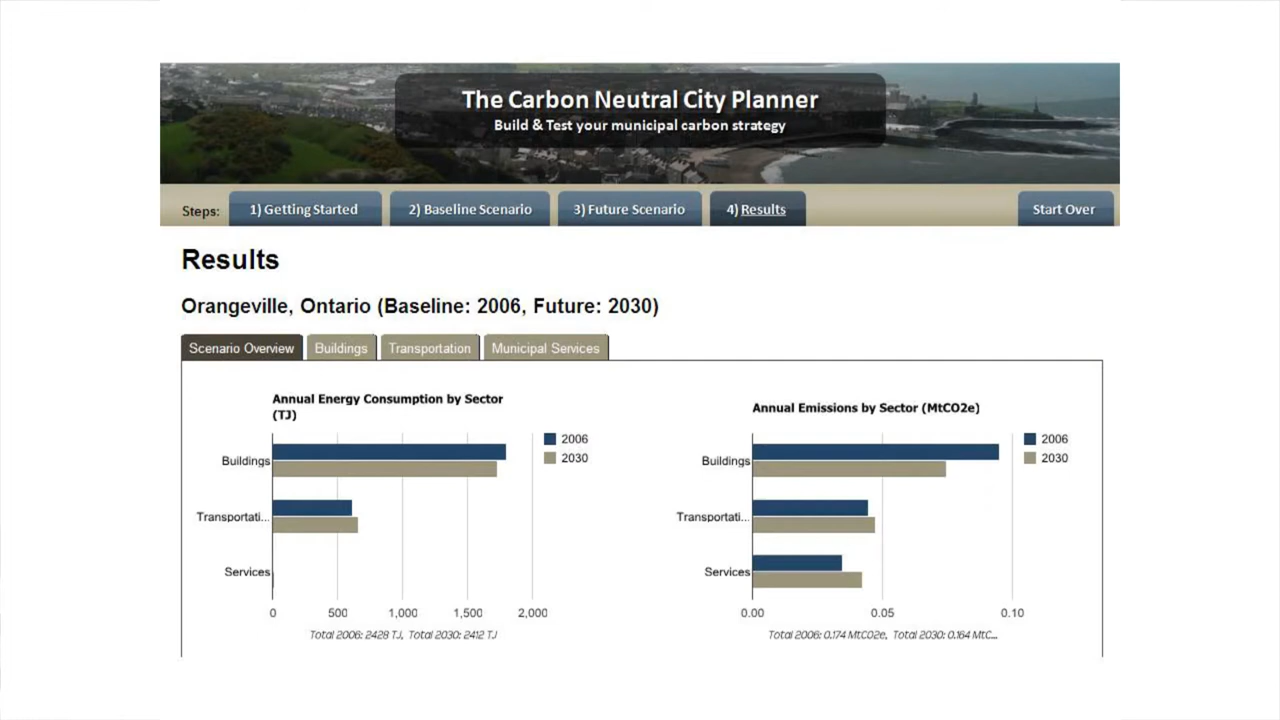 The Carbon Neutral City Planner
Build & Test your municipal carbon strategy
Steps: 1) Getting Started 2) Baseline Scenario 3) Future Scenario 4) Results Start Over
Results
Orangeville, Ontario (Baseline: 2006, Future: 2030)
Scenario Overview Buildings Transportation Municipal Services
Annual Energy Consumption by Sector
(TJ)
2006
2030
Buildings
Transportati...
Services
0 500 1,000 1,500 2,000
Total 2006: 2428 TJ, Total 2030: 2412 TJ
Annual Emissions by Sector (MtCO2e)
2006
2030
Buildings
Transportati...
Services
0.00 0.05 0.10
Total 2006: 0.174 MtCO2e, Total 2030: 0.164 MtC...